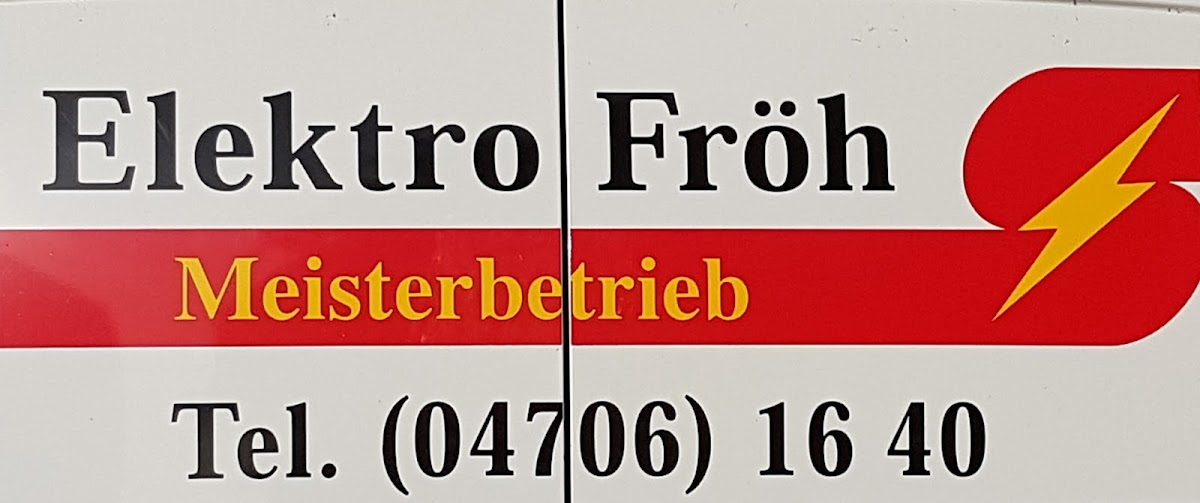 Elektro Fröh
Meisterbetrieb
Tel. (04706) 16 40